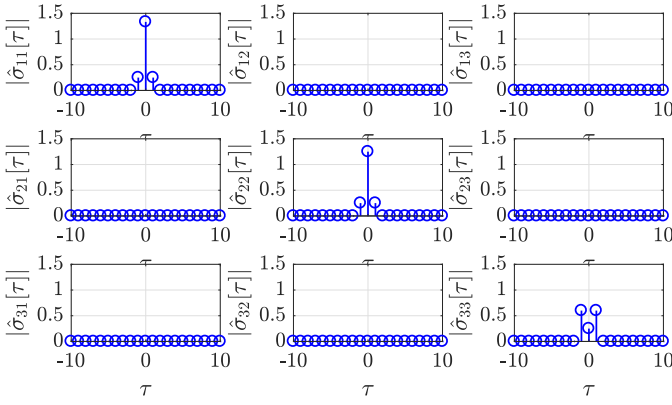 |σ̂₁₁[τ]| 1.5 1 0.5 0 -10 0 10 τ
|σ̂₁₂[τ]| 1.5 1 0.5 0 -10 0 10 τ
|σ̂₁₃[τ]| 1.5 1 0.5 0 -10 0 10 τ
|σ̂₂₁[τ]| 1.5 1 0.5 0 -10 0 10 τ
|σ̂₂₂[τ]| 1.5 1 0.5 0 -10 0 10 τ
|σ̂₂₃[τ]| 1.5 1 0.5 0 -10 0 10 τ
|σ̂₃₁[τ]| 1.5 1 0.5 0 -10 0 10 τ
|σ̂₃₂[τ]| 1.5 1 0.5 0 -10 0 10 τ
|σ̂₃₃[τ]| 1.5 1 0.5 0 -10 0 10 τ